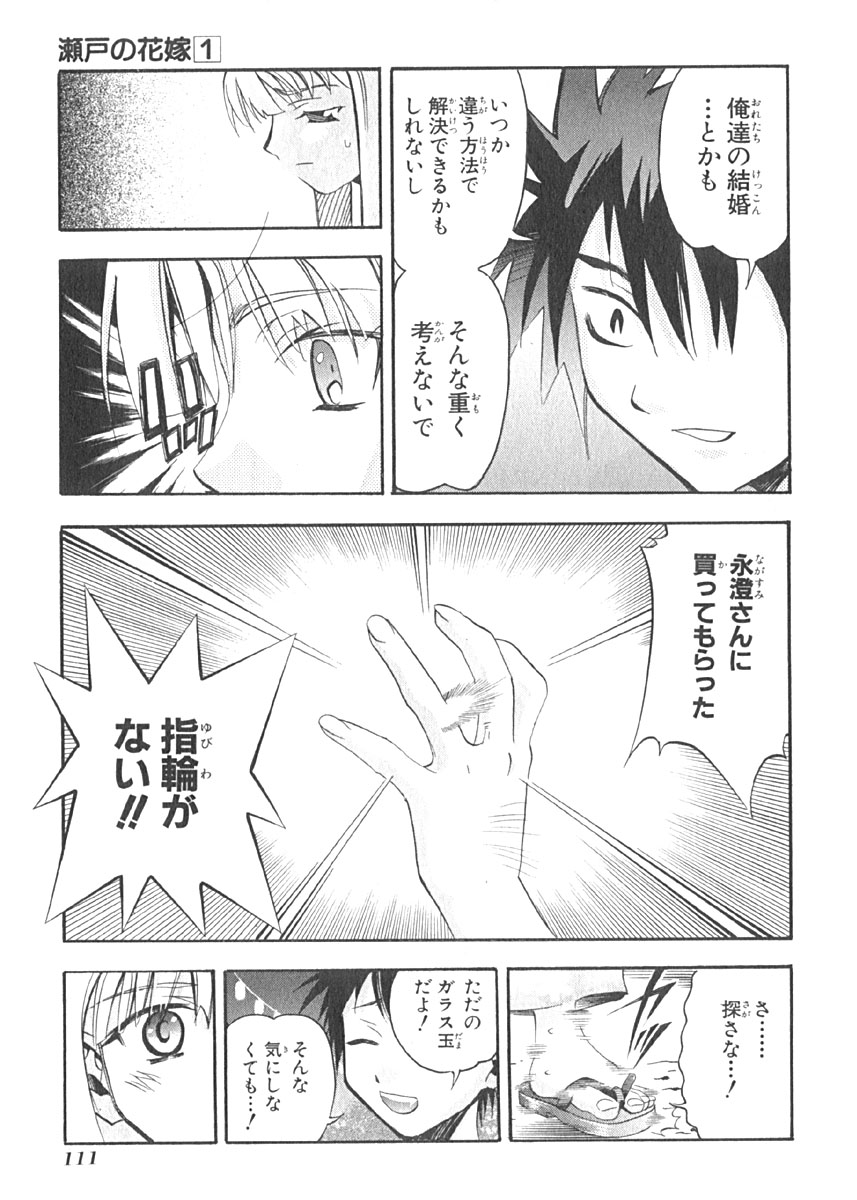 瀬戸の花嫁1
俺達の結婚
…とかも
いつか
違う方法で
解決できるかも
しれないし
そんな重く
考えないで
永澄さんに
買ってもらった
指輪が
ない!!
さ……
探さな…!
ただの
ガラス玉
だよ!
そんな
気にしな
くても…!
111